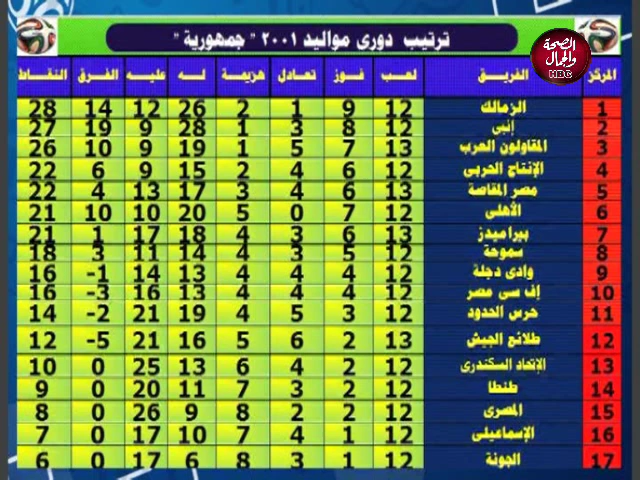 ترتيب دورى مواليد ٢٠٠١ " جمهورية "
الصحة
والجمال
HBC
المركز الفريق لعب فوز تعادل هزيمة له عليه الفرق النقاط
1 الزمالك 12 9 1 2 26 12 14 28
2 إنبى 12 8 3 1 28 9 19 27
3 المقاولون العرب 13 7 5 1 19 9 10 26
4 الإنتاج الحربى 12 6 4 2 15 9 6 22
5 مصر المقاصة 13 6 4 3 17 13 4 22
6 الأهلى 12 7 0 5 20 10 10 21
7 بيراميدز 13 6 3 4 18 17 1 21
8 سموحة 12 5 3 4 14 11 3 18
9 وادى دجلة 12 4 4 4 13 14 -1 16
10 إف سى مصر 12 4 4 4 13 16 -3 16
11 حرس الحدود 12 3 5 4 19 21 -2 14
12 طلائع الجيش 13 2 6 5 16 21 -5 12
13 الإتحاد السكندرى 12 2 4 6 13 25 0 10
14 طنطا 12 2 3 7 11 20 0 9
15 المصرى 12 2 2 8 9 26 0 8
16 الإسماعيلى 12 1 4 7 10 17 0 7
17 الجونة 12 1 3 8 6 17 0 6